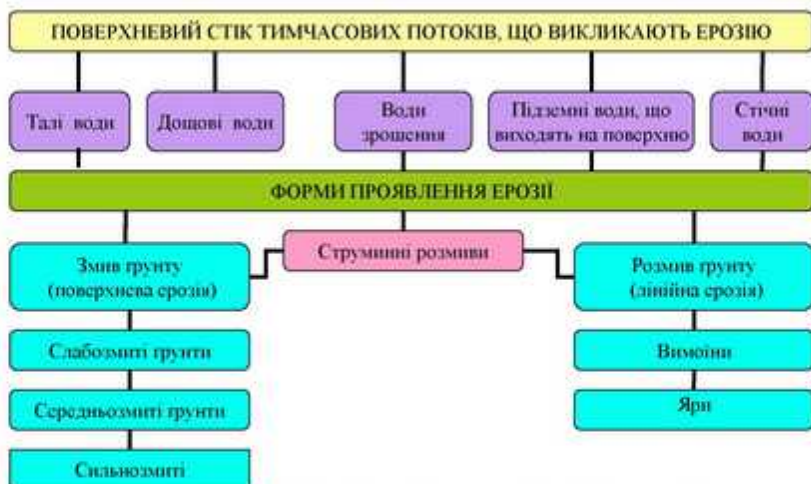 ПОВЕРХНЕВИЙ СТІК ТИМЧАСОВИХ ПОТОКІВ, ЩО ВИКЛИКАЮТЬ ЕРОЗІЮ
Талі води
Дощові води
Води
зрошення
Підземні води, що
виходять на поверхню
Стічні
води
ФОРМИ ПРОЯВЛЕННЯ ЕРОЗІЇ
Змив ґрунту
(поверхнева ерозія)
Струминні розмиви
Розмив ґрунту
(лінійна ерозія)
Слабозмиті ґрунти
Середньозмиті ґрунти
Сильнозмиті
Вимоїни
Яри